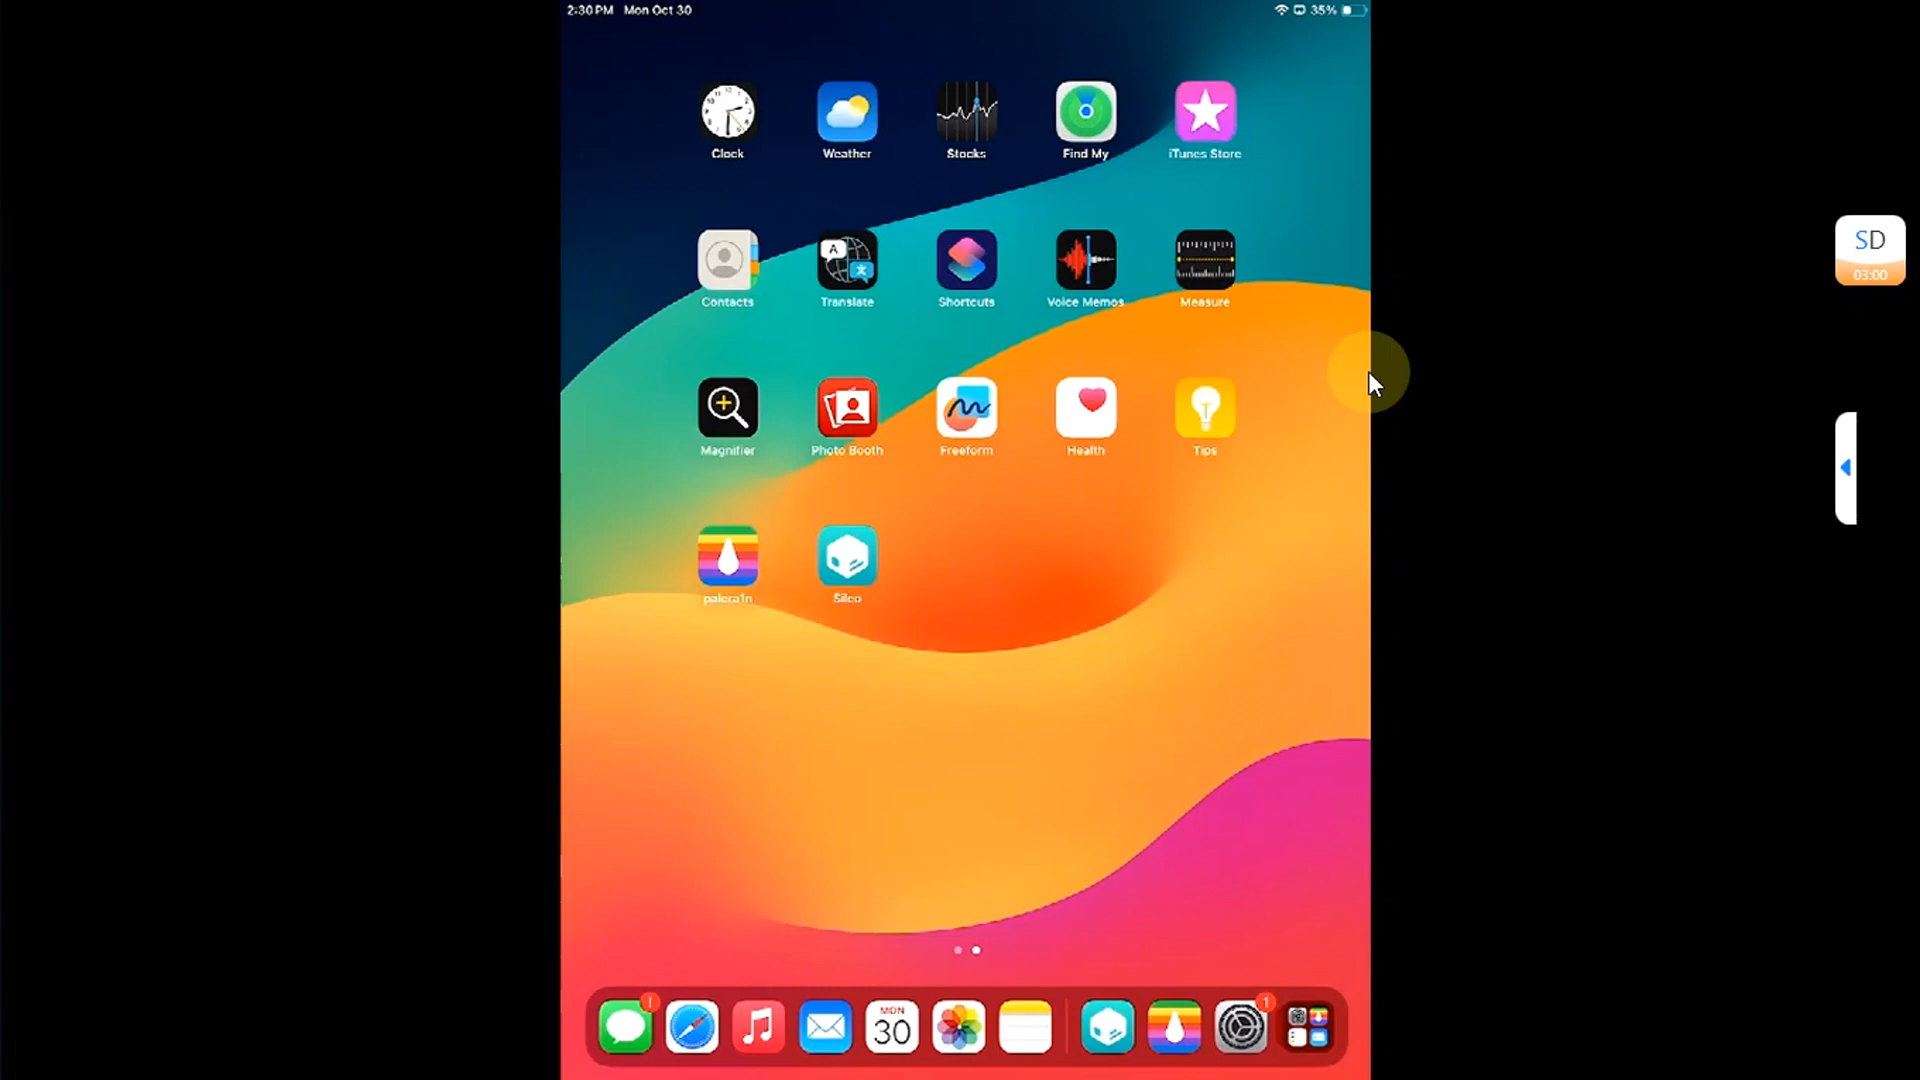 2:30 PM Mon Oct 30
35%
Clock Weather Stocks Find My iTunes Store
SD
03:00
A
Contacts Translate Shortcuts Voice Memos Measure
Magnifier Photo Booth Freeform Health Tips
palera1n Sileo
! MON 1
30